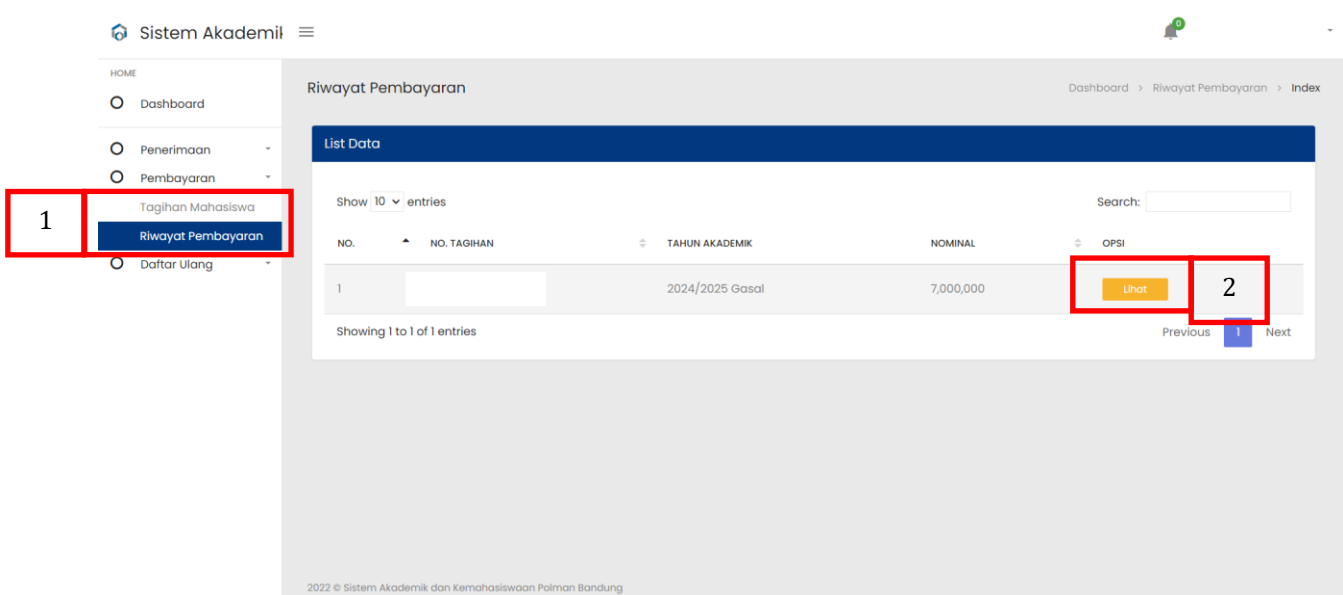 Sistem Akademik
0
HOME
Dashboard
Penerimaan
Pembayaran
Tagihan Mahasiswa
Riwayat Pembayaran
Daftar Ulang
1
Riwayat Pembayaran
Dashboard > Riwayat Pembayaran > Index
List Data
Show 10 entries
Search:
NO. NO. TAGIHAN TAHUN AKADEMIK NOMINAL OPSI
1 2024/2025 Gasal 7,000,000 Lihat
2
Showing 1 to 1 of 1 entries
Previous 1 Next
2022 © Sistem Akademik dan Kemahasiswaan Polman Bandung